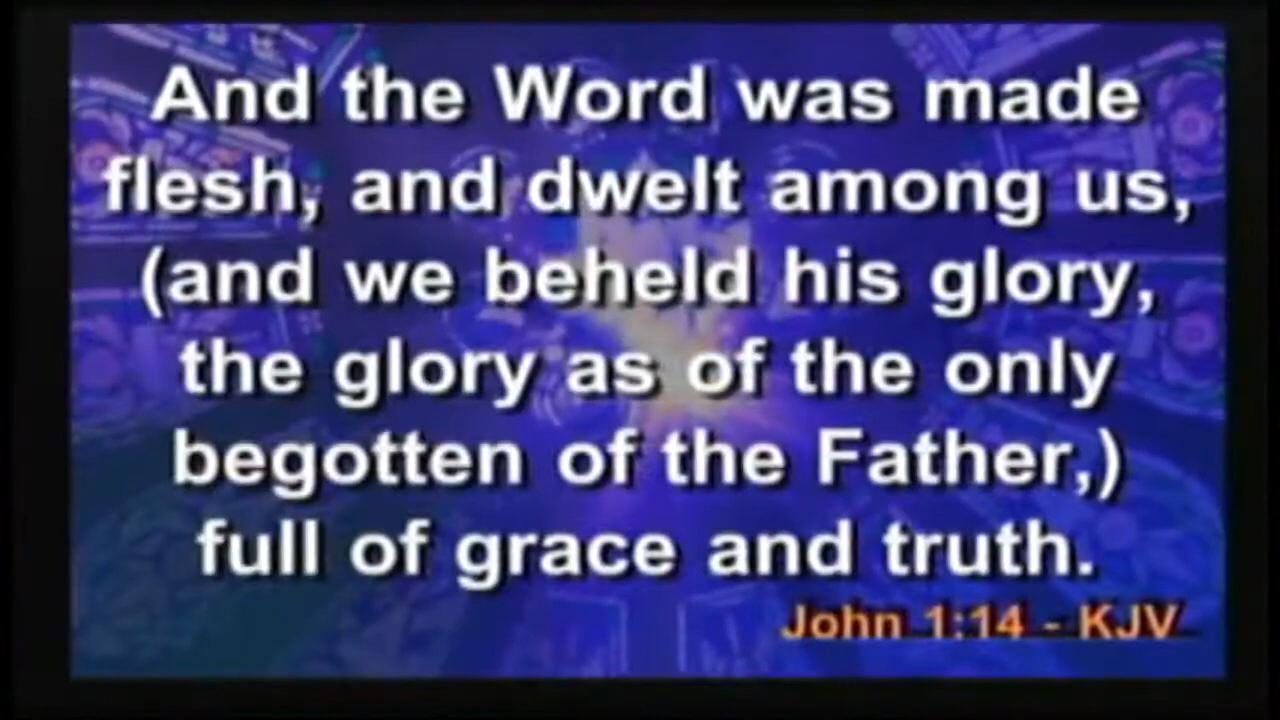 And the Word was made
flesh, and dwelt among us,
(and we beheld his glory,
the glory as of the only
begotten of the Father,)
full of grace and truth.
John 1:14 - KJV